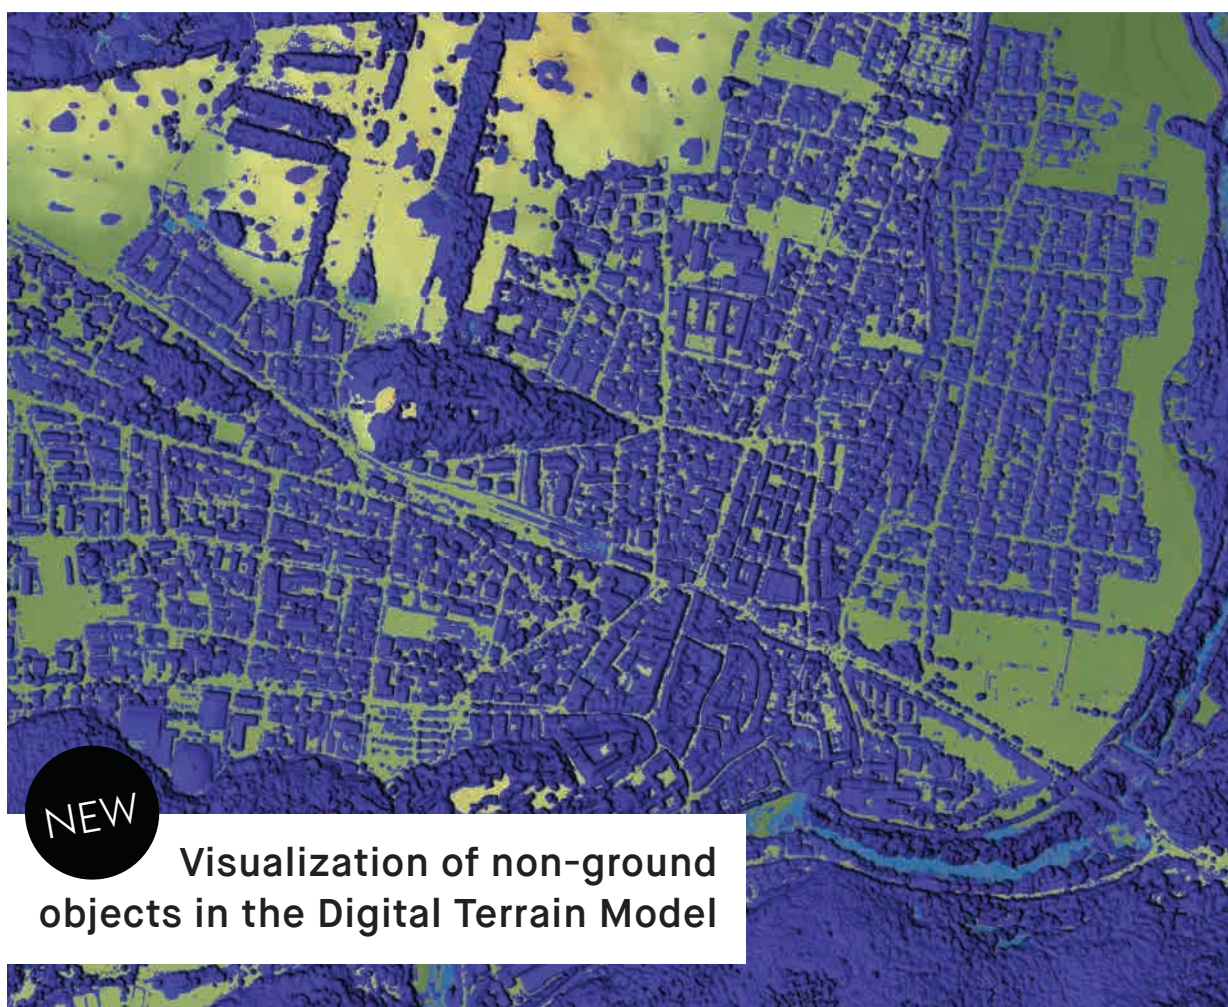 NEW
Visualization of non-ground
objects in the Digital Terrain Model